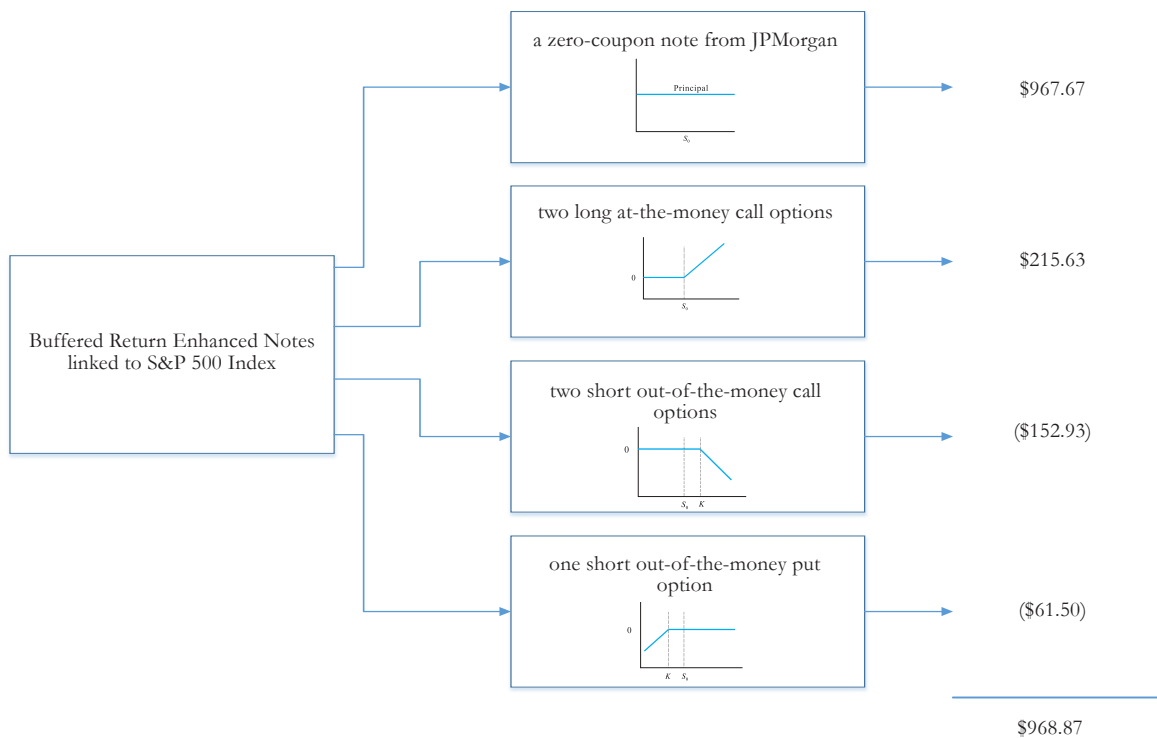 a zero-coupon note from JPMorgan
Principal
S₀
$967.67
two long at-the-money call options
0
S₀
$215.63
Buffered Return Enhanced Notes
linked to S&P 500 Index
two short out-of-the-money call
options
0
S₀ K
($152.93)
one short out-of-the-money put
option
0
K S₀
($61.50)
$968.87